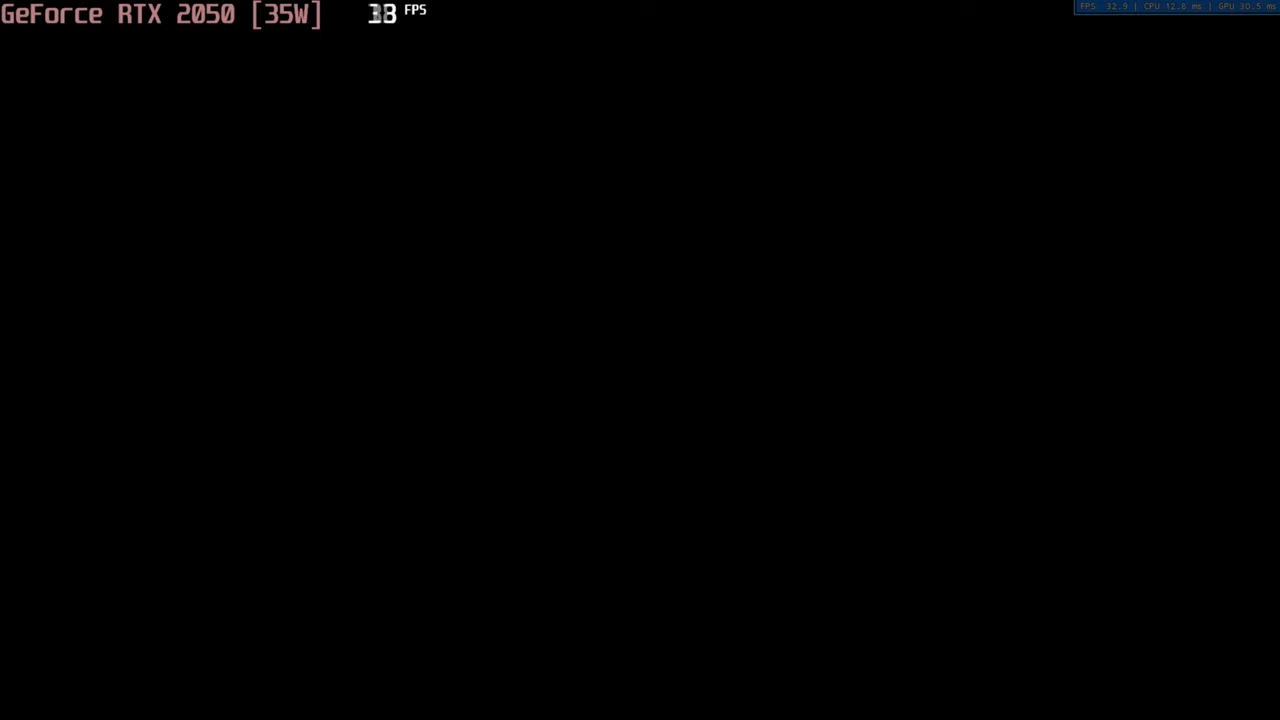 GeForce RTX 2050 [35W] FPS
FPS 32.9 | CPU 12.8 ms | GPU 30.5 ms